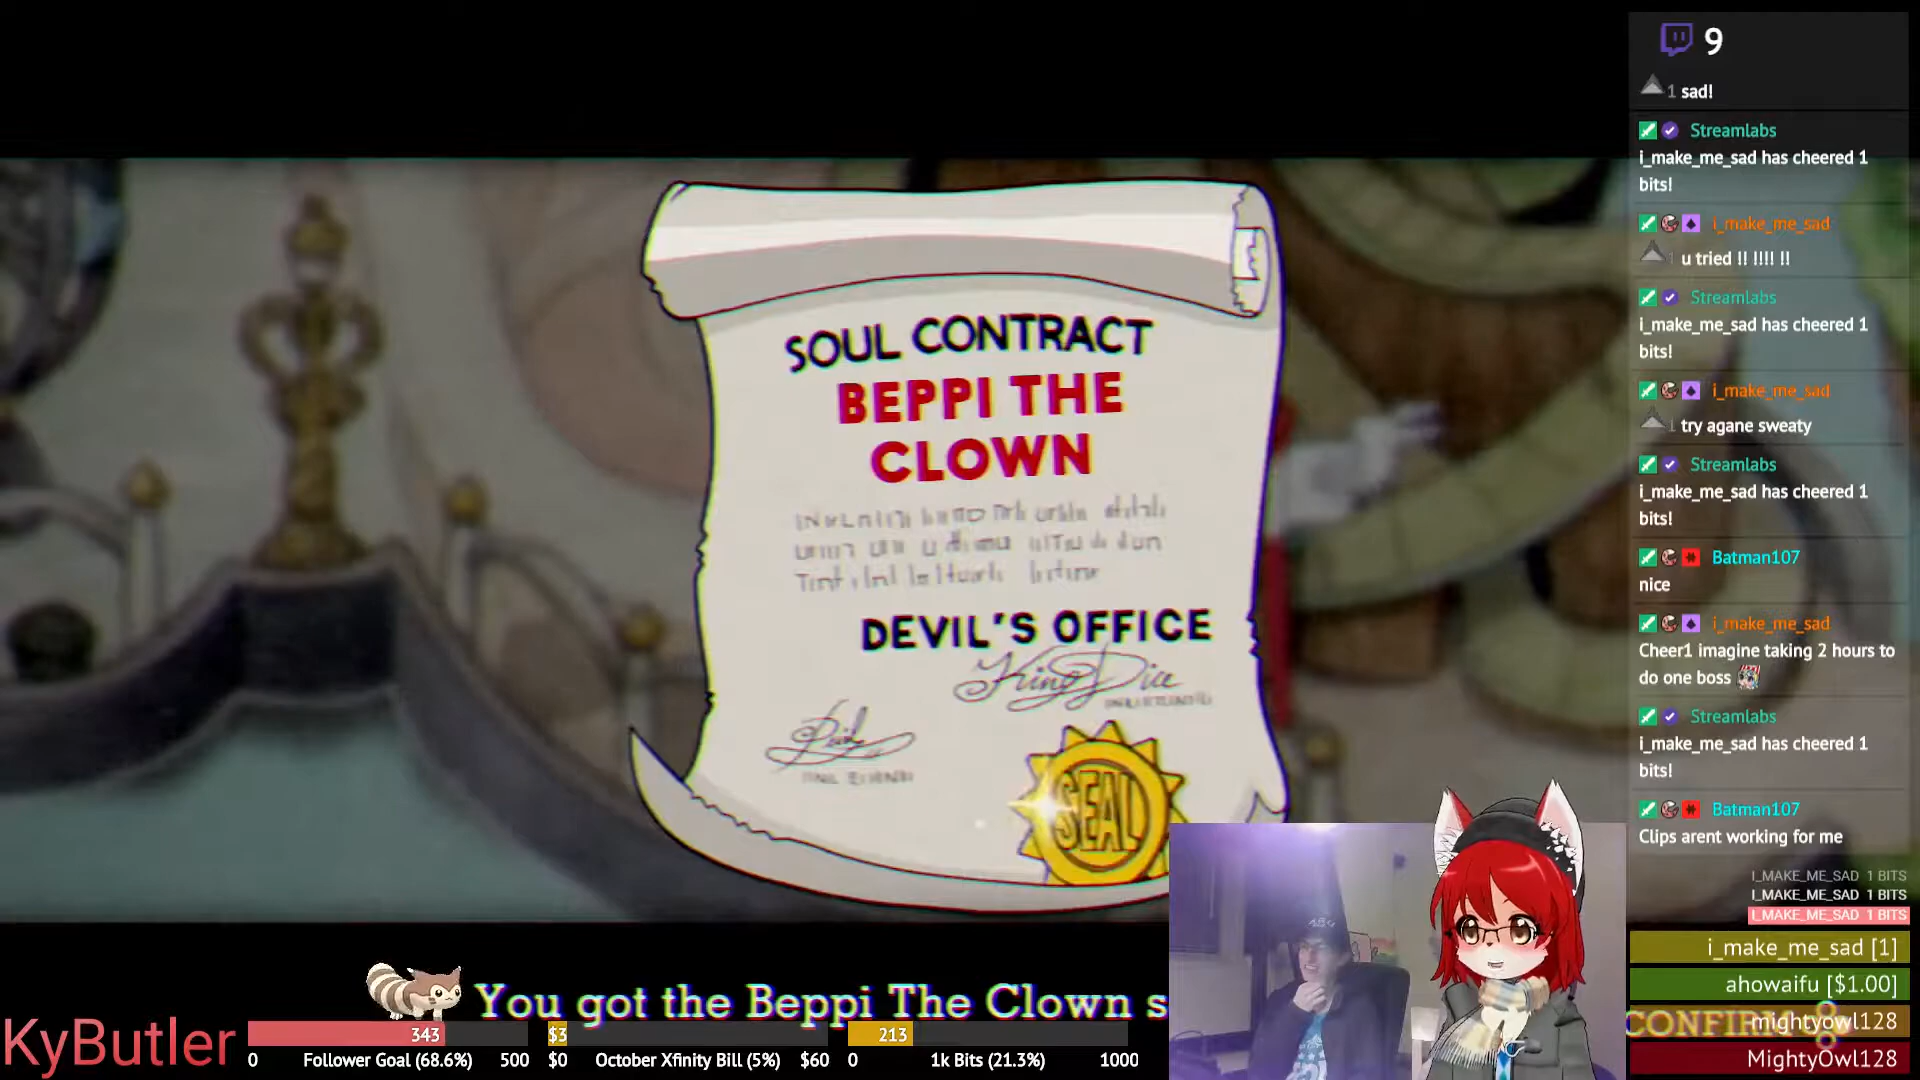 9
1 sad!
Streamlabs
i_make_me_sad has cheered 1
bits!
i_make_me_sad
1 u tried !! !!!! !!
Streamlabs
i_make_me_sad has cheered 1
bits!
i_make_me_sad
1 try agane sweaty
Streamlabs
i_make_me_sad has cheered 1
bits!
Batman107
nice
i_make_me_sad
Cheer1 imagine taking 2 hours to
do one boss
Streamlabs
i_make_me_sad has cheered 1
bits!
Batman107
Clips arent working for me
I_MAKE_ME_SAD 1 BITS
I_MAKE_ME_SAD 1 BITS
I_MAKE_ME_SAD 1 BITS
i_make_me_sad [1]
ahowaifu [$1.00]
mightyowl128
MightyOwl128
SOUL CONTRACT
BEPPI THE
CLOWN
DEVIL'S OFFICE
King Dice
SEAL
You got the Beppi The Clown s
KyButler
343
0 Follower Goal (68.6%) 500
$3
$0 October Xfinity Bill (5%) $60
213
0 1k Bits (21.3%) 1000